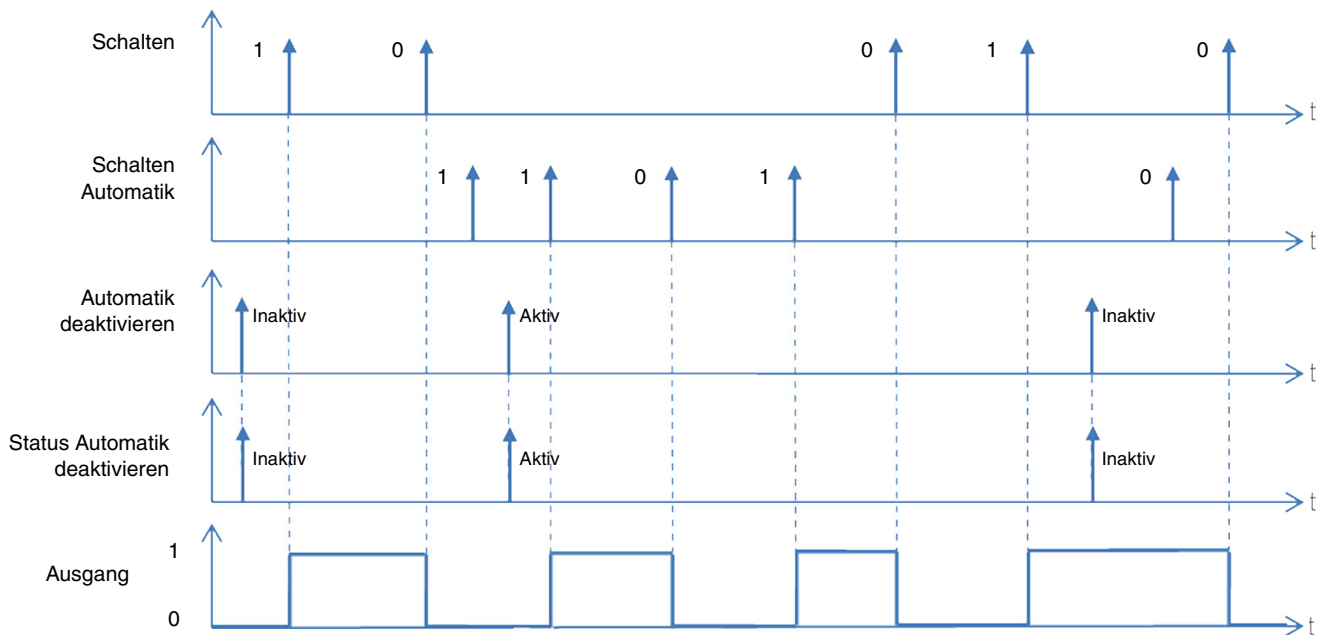 Schalten
1
0
0
1
0
t
Schalten
Automatik
1
1
0
1
0
t
Automatik
deaktivieren
Inaktiv
Aktiv
Inaktiv
t
Status Automatik
deaktivieren
Inaktiv
Aktiv
Inaktiv
t
1
Ausgang
0
t